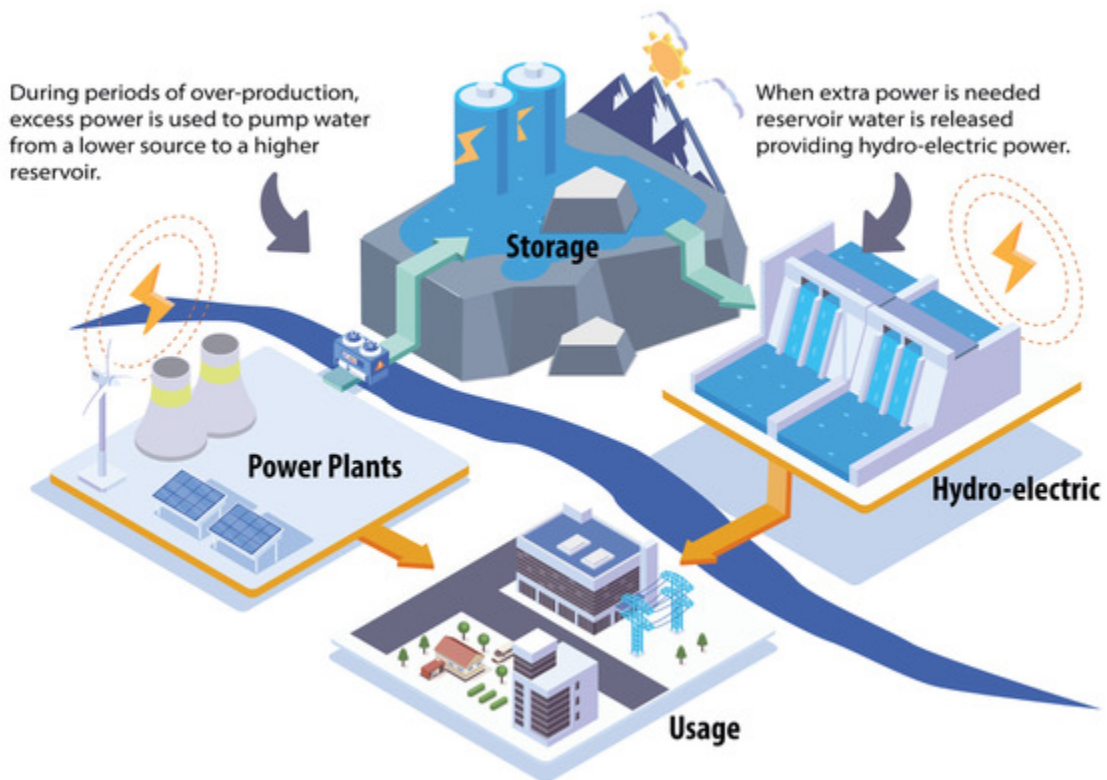 During periods of over-production,
excess power is used to pump water
from a lower source to a higher
reservoir.
When extra power is needed
reservoir water is released
providing hydro-electric power.
Storage
Power Plants
Hydro-electric
Usage